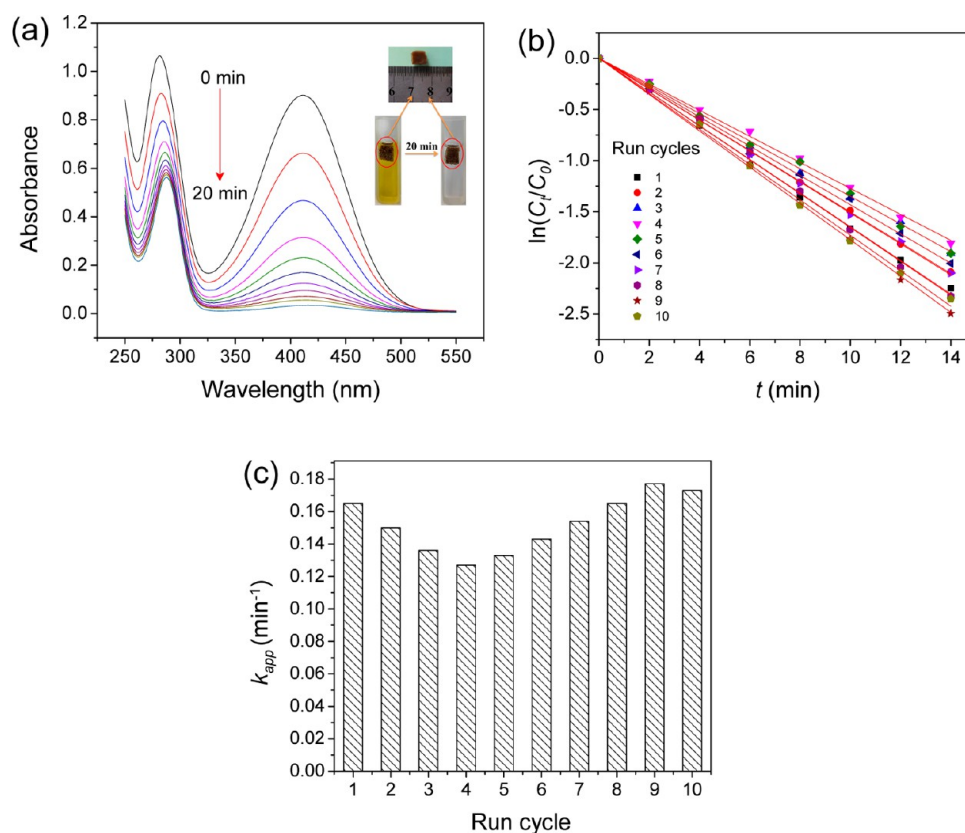 (a)
1.2
1.0
0.8
0.6
0.4
0.2
0.0
Absorbance
250 300 350 400 450 500 550
Wavelength (nm)
0 min
20 min
6 7 8 9
20 min
(b)
0.0
-0.5
-1.0
-1.5
-2.0
-2.5
ln(Ct/C0)
Run cycles
1
2
3
4
5
6
7
8
9
10
0 2 4 6 8 10 12 14
t (min)
(c)
0.18
0.16
0.14
0.12
0.10
0.08
0.06
0.04
0.02
0.00
kapp (min-1)
1 2 3 4 5 6 7 8 9 10
Run cycle